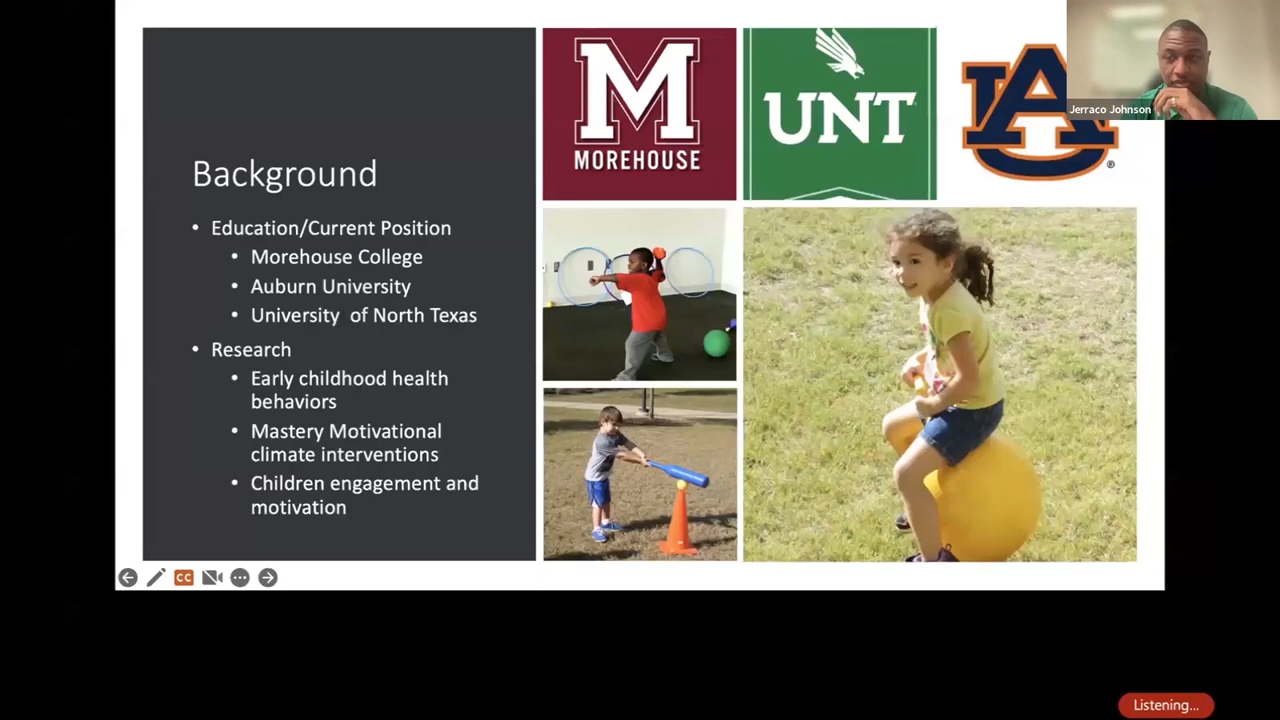 Background
• Education/Current Position
• Morehouse College
• Auburn University
• University of North Texas
• Research
• Early childhood health
behaviors
• Mastery Motivational
climate interventions
• Children engagement and
motivation
M
MOREHOUSE
UNT
AU
®
Jerraco Johnson
CC
Listening...